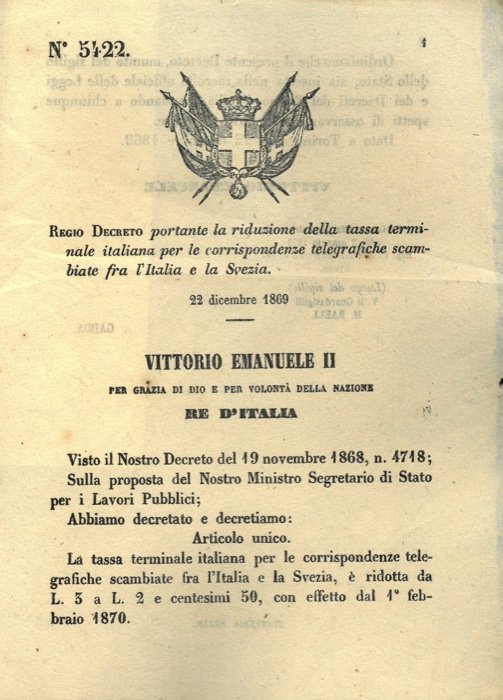 N° 5422.
1
REGIO DECRETO portante la riduzione della tassa termi-
nale italiana per le corrispondenze telegrafiche scam-
biate fra l'Italia e la Svezia.
22 dicembre 1869
VITTORIO EMANUELE II
PER GRAZIA DI DIO E PER VOLONTÀ DELLA NAZIONE
RE D'ITALIA
Visto il Nostro Decreto del 19 novembre 1868, n. 4718;
Sulla proposta del Nostro Ministro Segretario di Stato
per i Lavori Pubblici;
Abbiamo decretato e decretiamo:
Articolo unico.
La tassa terminale italiana per le corrispondenze tele-
grafiche scambiate fra l'Italia e la Svezia, è ridotta da
L. 3 a L. 2 e centesimi 50, con effetto dal 1° feb-
braio 1870.